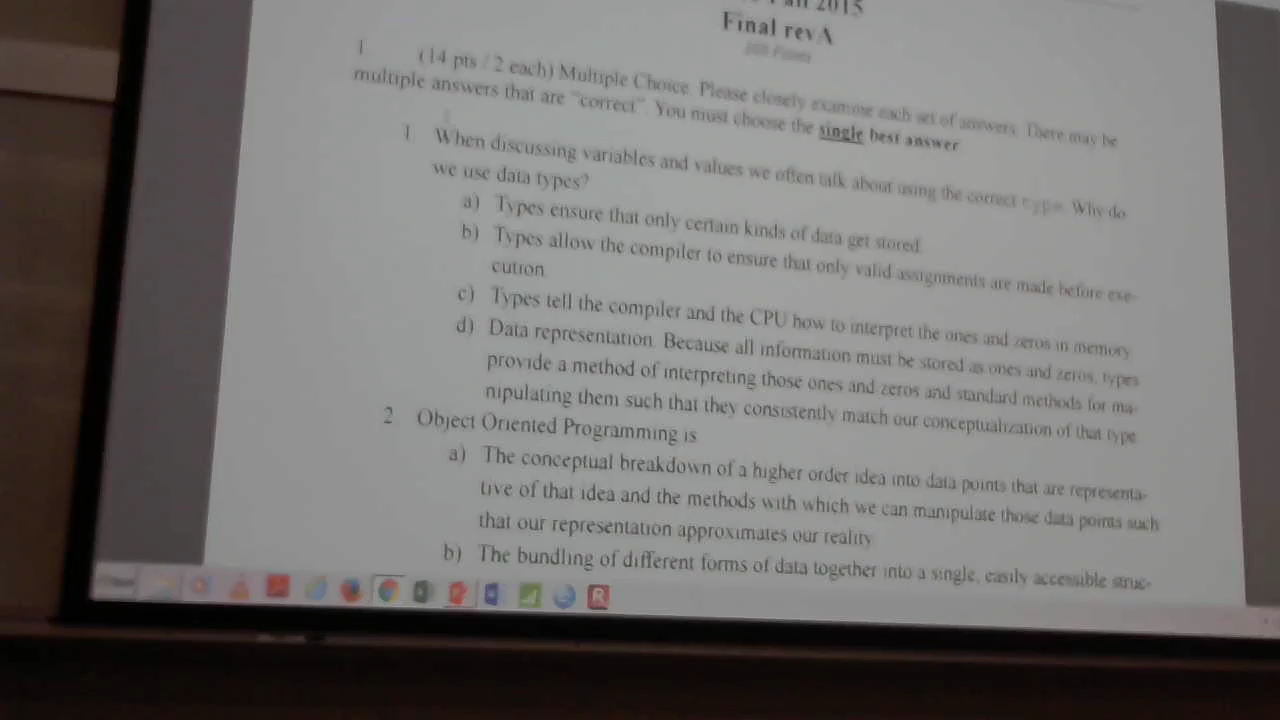 2015
Final revA
Points
1 (14 pts / 2 each) Multiple Choice. Please closely examine each set of answers. There may be
multiple answers that are "correct". You must choose the single best answer
1. When discussing variables and values we often talk about using the correct type. Why do
we use data types?
a) Types ensure that only certain kinds of data get stored.
b) Types allow the compiler to ensure that only valid assignments are made before exe-
cution.
c) Types tell the compiler and the CPU how to interpret the ones and zeros in memory
d) Data representation. Because all information must be stored as ones and zeros, types
provide a method of interpreting those ones and zeros and standard methods for ma-
nipulating them such that they consistently match our conceptualization of that type
2 Object Oriented Programming is
a) The conceptual breakdown of a higher order idea into data points that are representa-
tive of that idea and the methods with which we can manipulate those data points such
that our representation approximates our reality
b) The bundling of different forms of data together into a single, easily accessible struc-